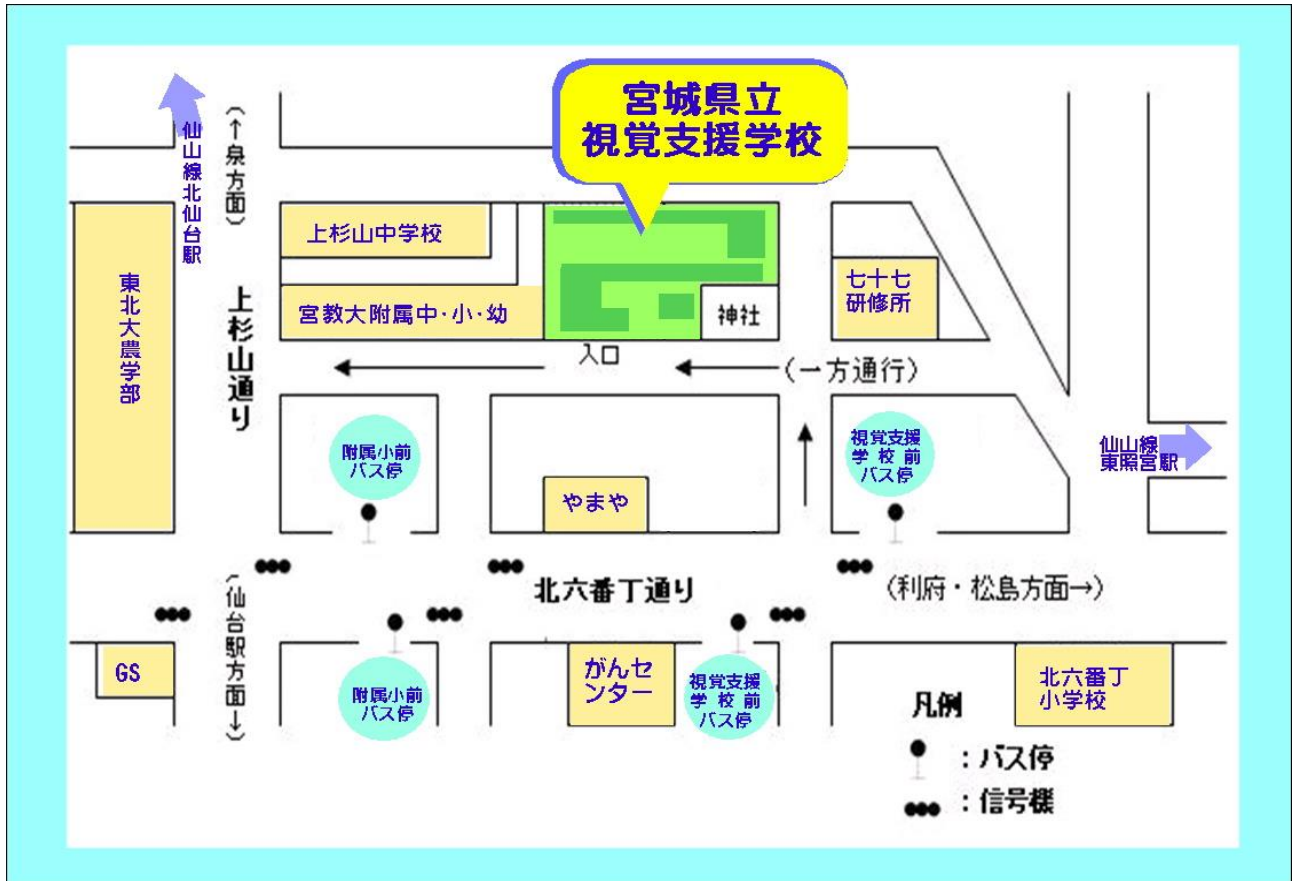 宮城県立
視覚支援学校
仙山線北仙台駅
(↑泉方面)
上杉山中学校
七十七
研修所
東北大農学部
上杉山通り
宮教大附属中・小・幼
神社
入口
(一方通行)
附属小前
バス停
視覚支援
学校前
バス停
仙山線
東照宮駅
やまや
北六番丁通り
(利府・松島方面→)
(仙台駅方面→)
GS
附属小前
バス停
がんセ
ンター
視覚支援
学校前
バス停
北六番丁
小学校
凡例
:バス停
:信号機